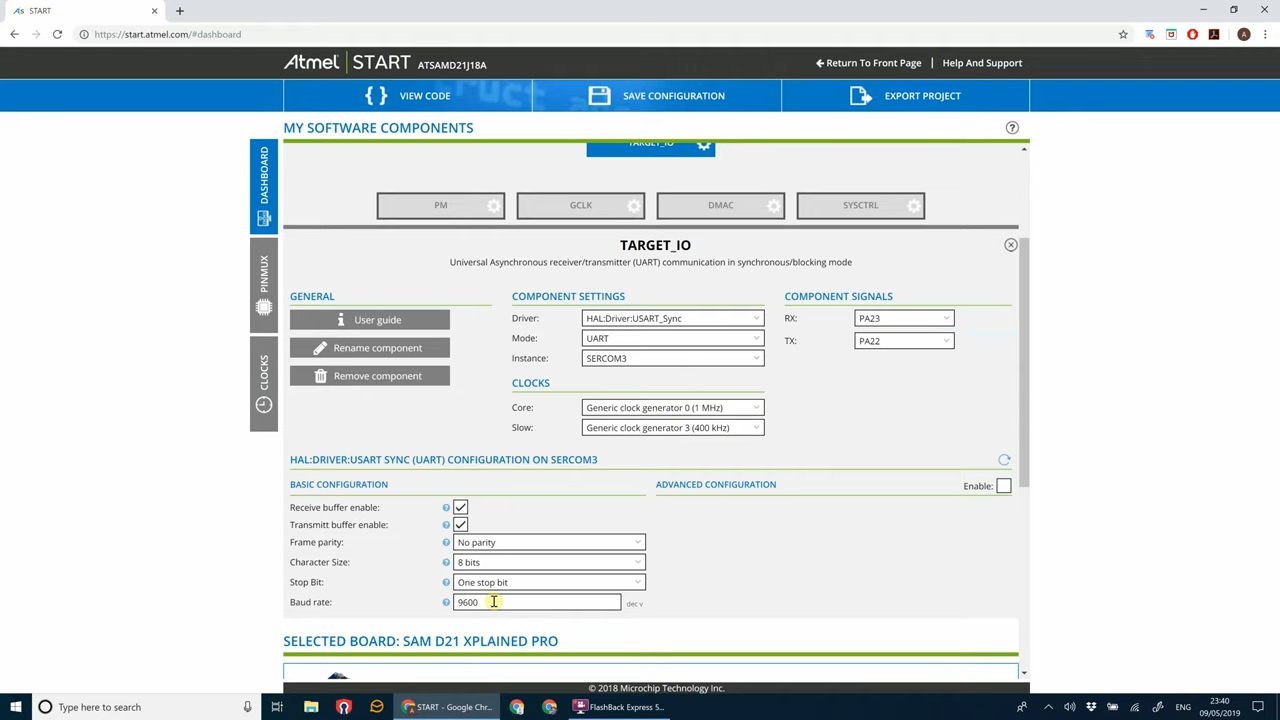 START
https://start.atmel.com/#dashboard
A
Atmel START ATSAMD21J18A
Return To Front Page | Help And Support
{ } VIEW CODE
SAVE CONFIGURATION
EXPORT PROJECT
MY SOFTWARE COMPONENTS
?
DASHBOARD
PINMUX
CLOCKS
TARGET_IO
PM
GCLK
DMAC
SYSCTRL
TARGET_IO
Universal Asynchronous receiver/transmitter (UART) communication in synchronous/blocking mode
GENERAL
User guide
Rename component
Remove component
COMPONENT SETTINGS
Driver: HAL:Driver:USART_Sync
Mode: UART
Instance: SERCOM3
CLOCKS
Core: Generic clock generator 0 (1 MHz)
Slow: Generic clock generator 3 (400 kHz)
COMPONENT SIGNALS
RX: PA23
TX: PA22
HAL:DRIVER:USART SYNC (UART) CONFIGURATION ON SERCOM3
BASIC CONFIGURATION
Receive buffer enable:
Transmit buffer enable:
Frame parity: No parity
Character Size: 8 bits
Stop Bit: One stop bit
Baud rate: 9600 dec v
ADVANCED CONFIGURATION
Enable:
SELECTED BOARD: SAM D21 XPLAINED PRO
© 2018 Microchip Technology Inc.
Type here to search
START - Google Chr...
FlashBack Express 5...
23:40
09/05/2019